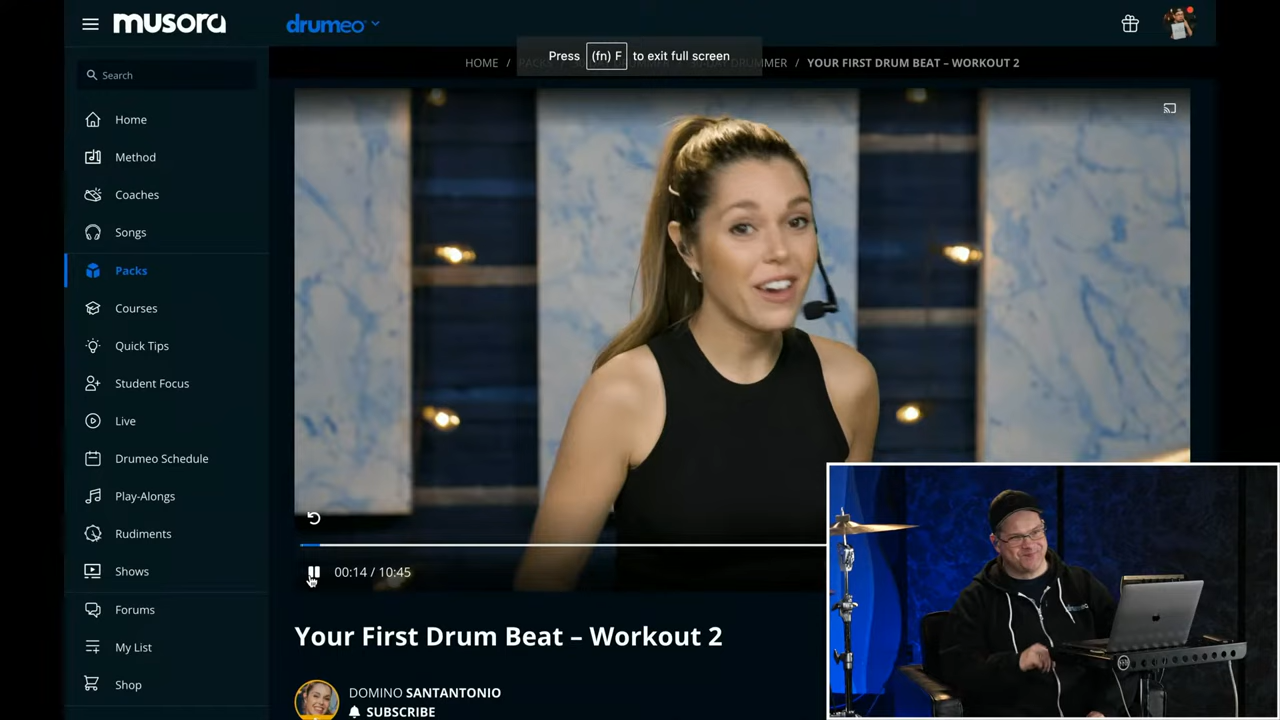 musora
drumeo
Press (fn) F to exit full screen
HOME / PACKS / DRUMMER / YOUR FIRST DRUM BEAT – WORKOUT 2
Search
Home
Method
Coaches
Songs
Packs
Courses
Quick Tips
Student Focus
Live
Drumeo Schedule
Play-Alongs
Rudiments
Shows
Forums
My List
Shop
00:14 / 10:45
Your First Drum Beat – Workout 2
DOMINO SANTANTONIO
SUBSCRIBE